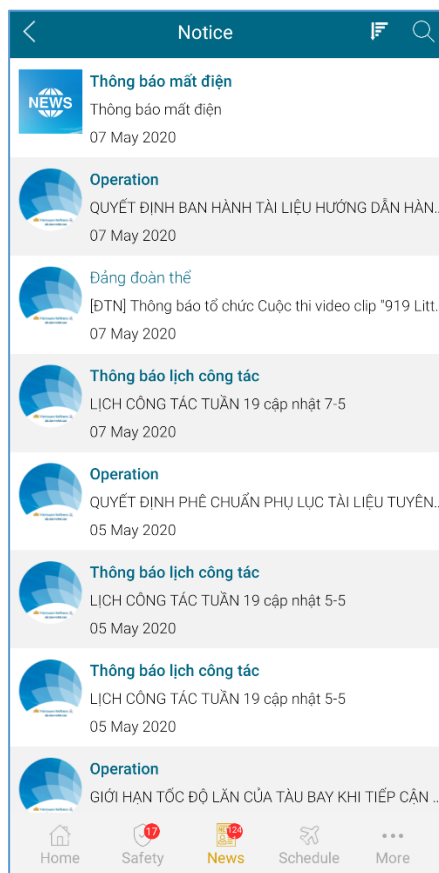 Notice
NEWS
Thông báo mất điện
Thông báo mất điện
07 May 2020
Operation
QUYẾT ĐỊNH BAN HÀNH TÀI LIỆU HƯỚNG DẪN HÀN..
07 May 2020
Đảng đoàn thể
[ĐTN] Thông báo tổ chức Cuộc thi video clip "919 Litt..
07 May 2020
Thông báo lịch công tác
LỊCH CÔNG TÁC TUẦN 19 cập nhật 7-5
07 May 2020
Operation
QUYẾT ĐỊNH PHÊ CHUẨN PHỤ LỤC TÀI LIỆU TUYÊN..
05 May 2020
Thông báo lịch công tác
LỊCH CÔNG TÁC TUẦN 19 cập nhật 5-5
05 May 2020
Thông báo lịch công tác
LỊCH CÔNG TÁC TUẦN 19 cập nhật 5-5
05 May 2020
Operation
GIỚI HẠN TỐC ĐỘ LĂN CỦA TÀU BAY KHI TIẾP CẬN ..
17
124
Home Safety News Schedule More